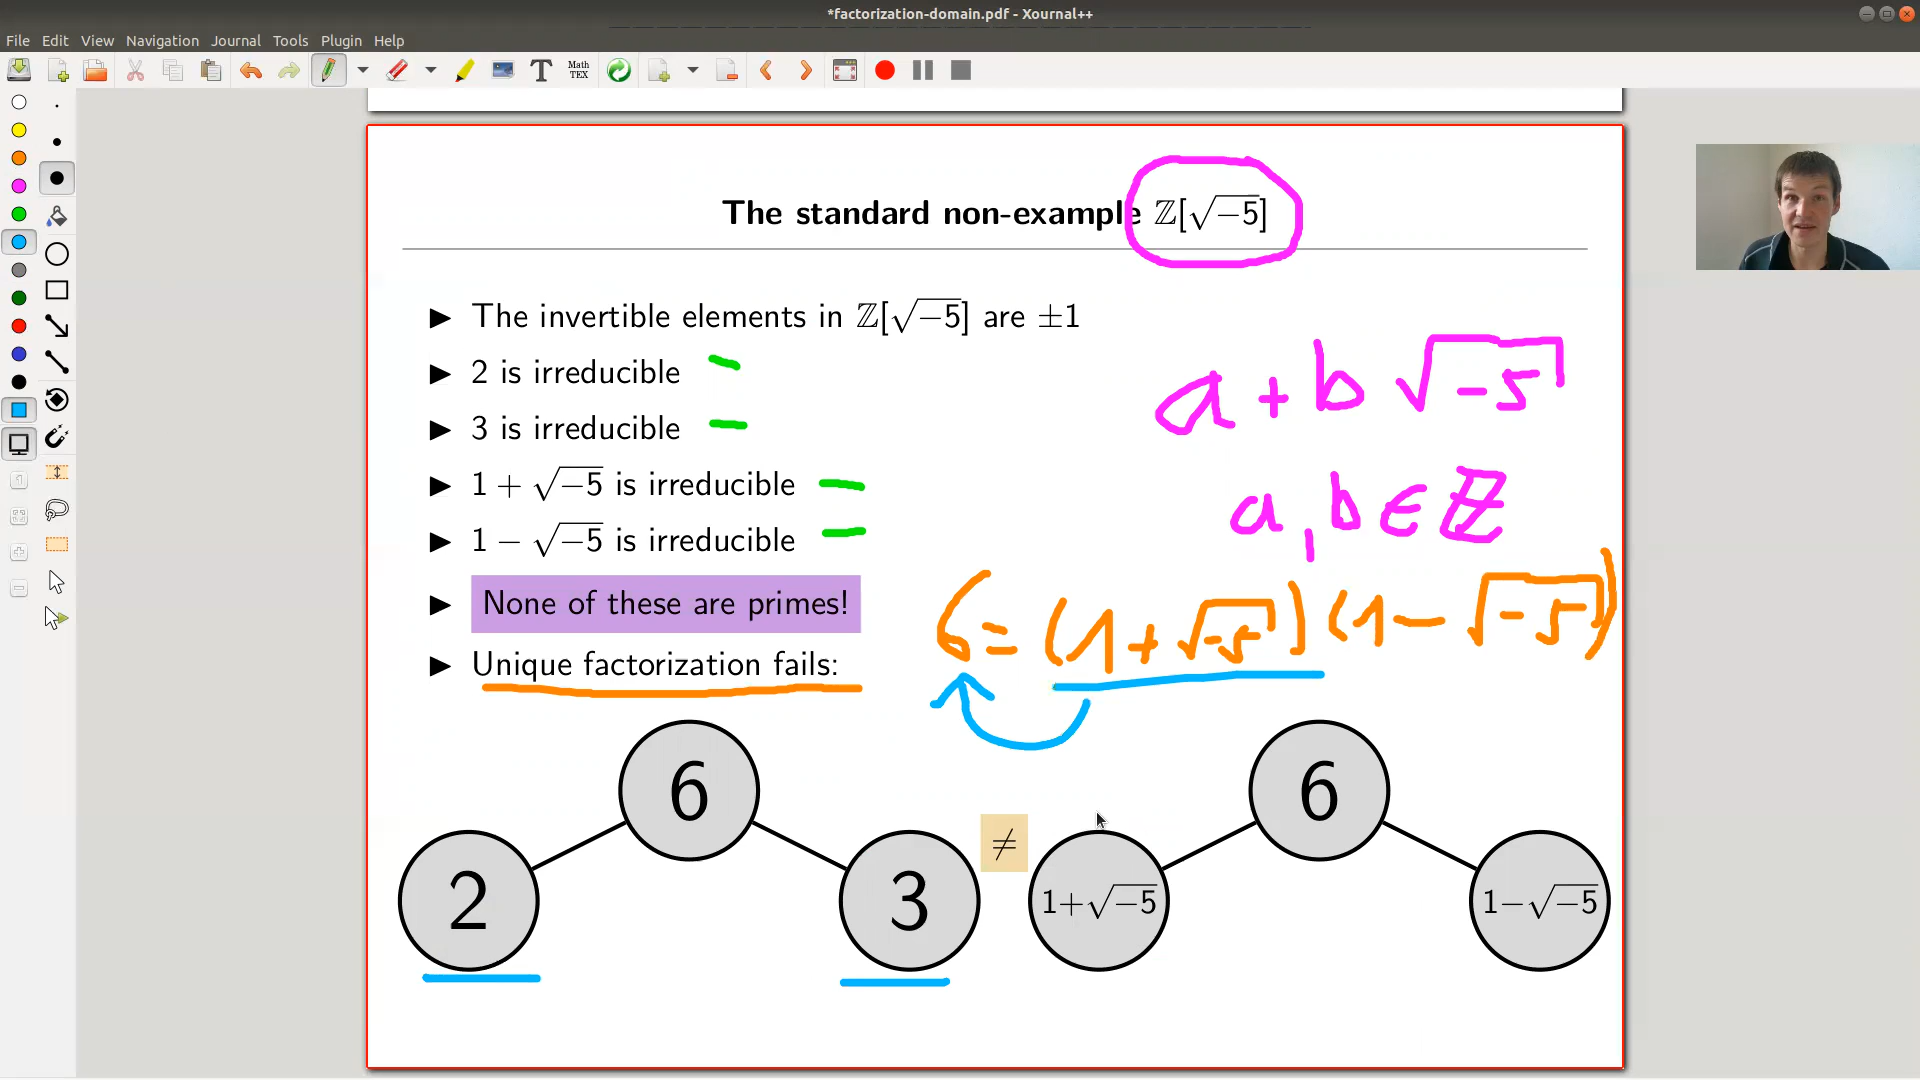 *factorization-domain.pdf - Xournal++
File Edit View Navigation Journal Tools Plugin Help
T Math TEX
The standard non-example ℤ[√−5]
▶ The invertible elements in ℤ[√−5] are ±1
▶ 2 is irreducible
▶ 3 is irreducible
▶ 1 + √−5 is irreducible
▶ 1 − √−5 is irreducible
▶ None of these are primes!
▶ Unique factorization fails:
a + b √−5
a, b ∈ ℤ
6 = (1 + √−5) (1 − √−5)
6
2
3
≠
6
1+√−5
1−√−5